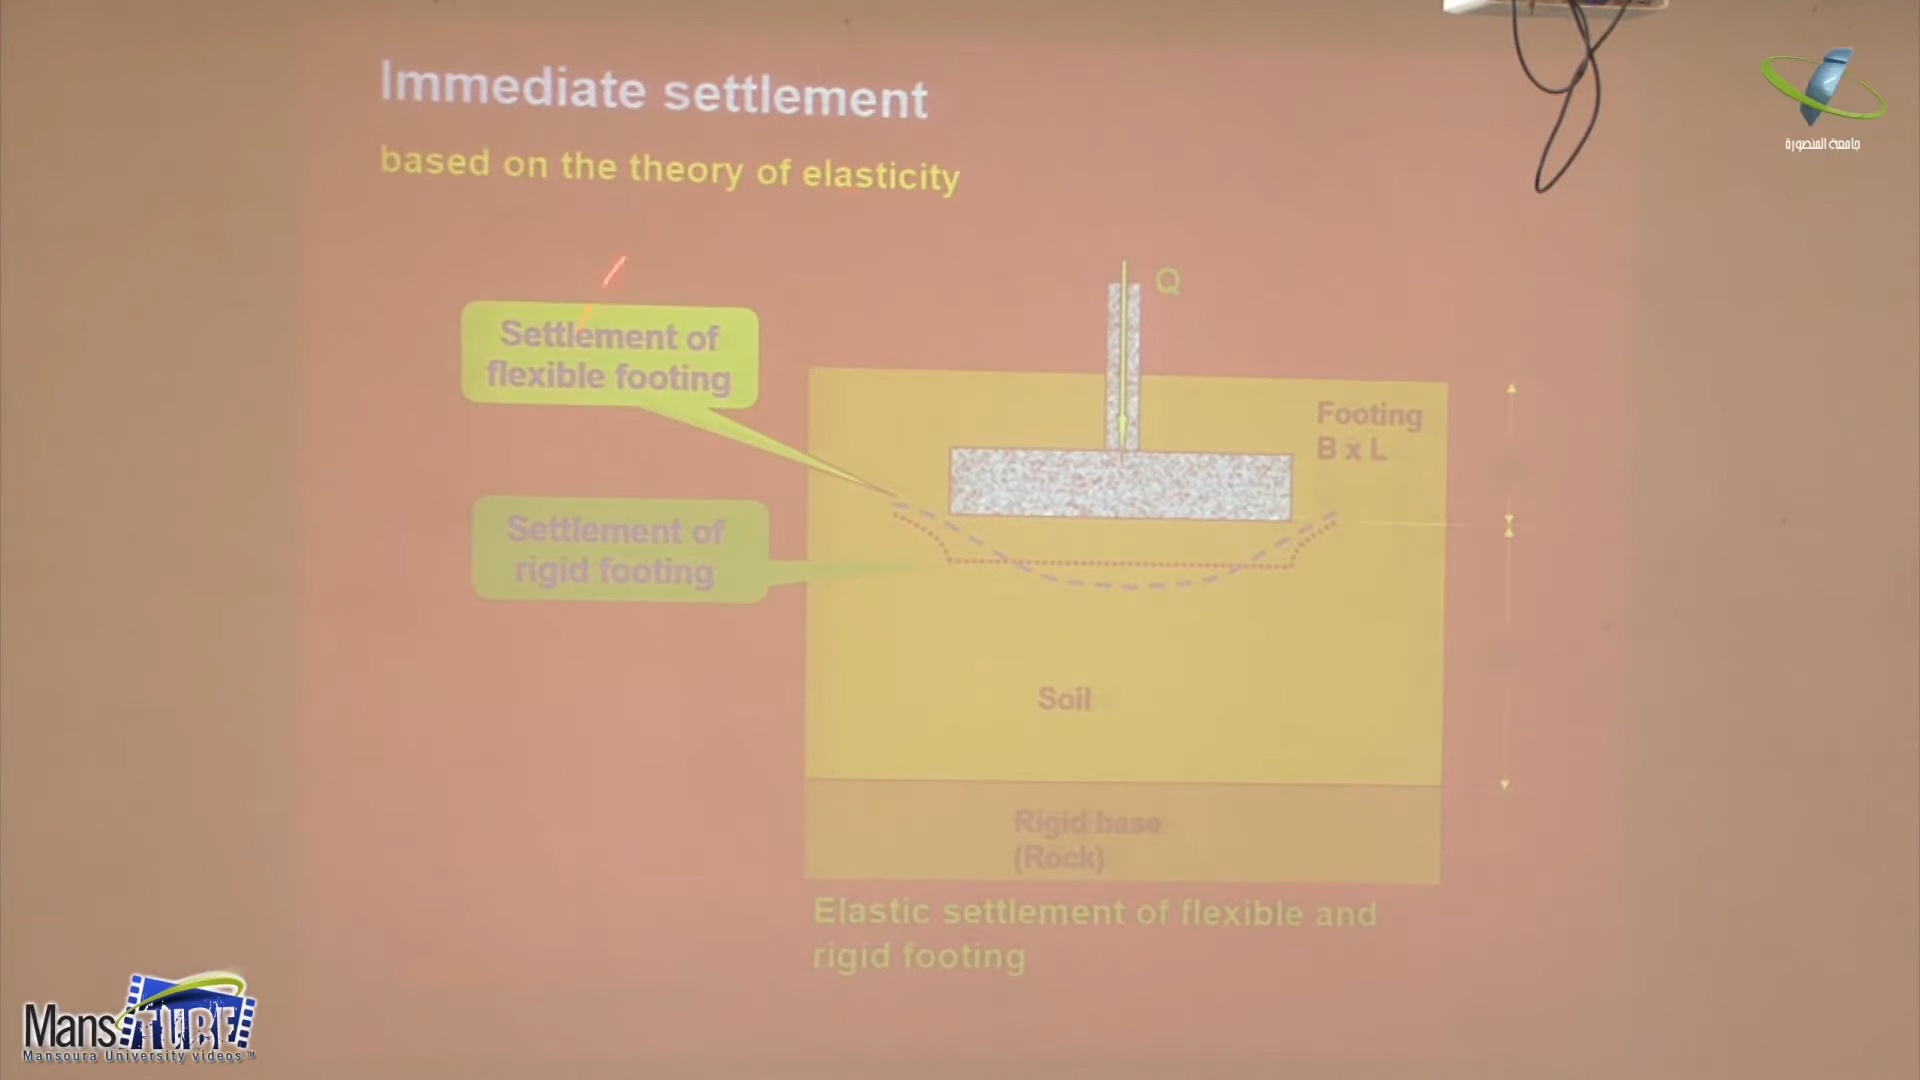 Immediate settlement
based on the theory of elasticity
جامعة المنصورة
Q
Settlement of
flexible footing
Footing
B x L
Settlement of
rigid footing
Soil
Rigid base
(Rock)
Elastic settlement of flexible and
rigid footing
Mans TUBE
Mansoura University videos™